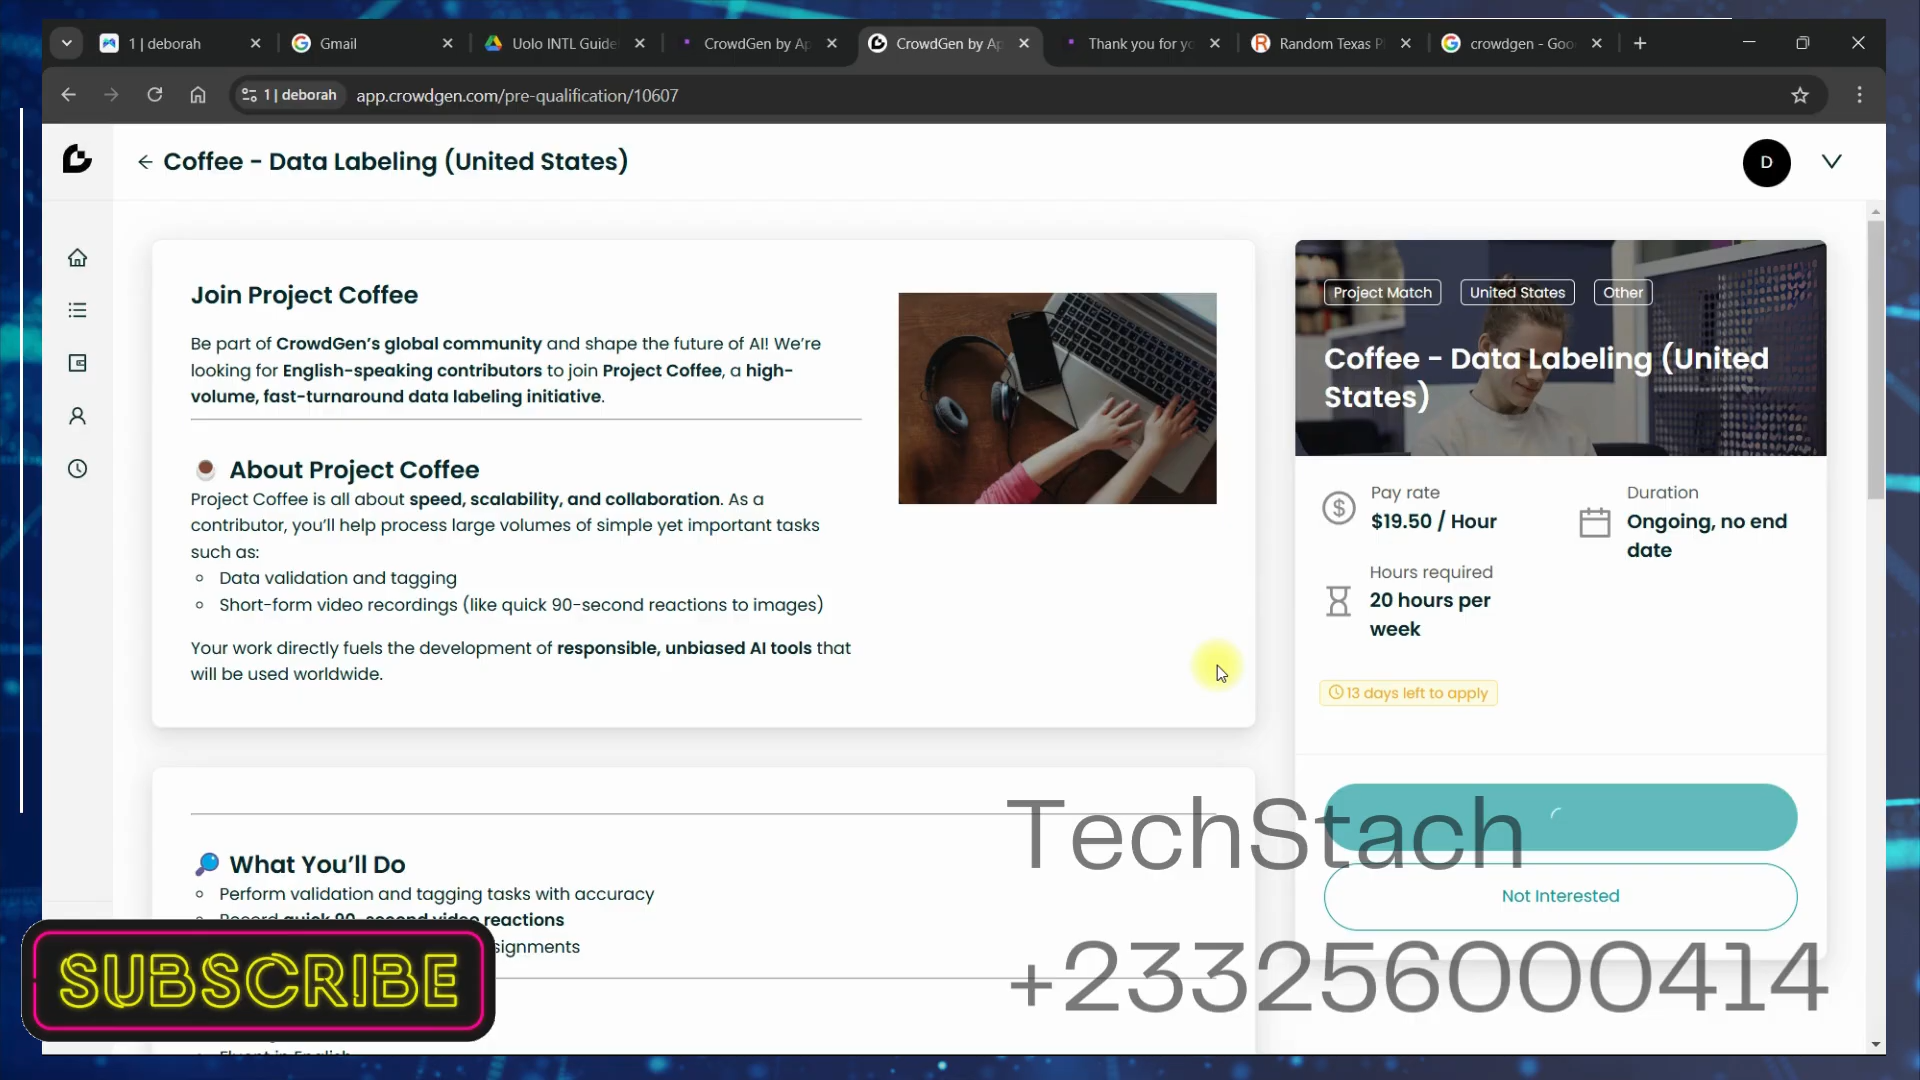 1 | deborah
Gmail
Uolo INTL Guide
CrowdGen by Ap
CrowdGen by Ap
Thank you for yo
Random Texas P
crowdgen - Goo
1 | deborah
app.crowdgen.com/pre-qualification/10607
Coffee - Data Labeling (United States)
D
Join Project Coffee
Be part of CrowdGen's global community and shape the future of AI! We're
looking for English-speaking contributors to join Project Coffee, a high-
volume, fast-turnaround data labeling initiative.
About Project Coffee
Project Coffee is all about speed, scalability, and collaboration. As a
contributor, you'll help process large volumes of simple yet important tasks
such as:
Data validation and tagging
Short-form video recordings (like quick 90-second reactions to images)
Your work directly fuels the development of responsible, unbiased AI tools that
will be used worldwide.
What You'll Do
Perform validation and tagging tasks with accuracy
Record quick 90-second video reactions
signments
Fluent in English
Project Match
United States
Other
Coffee - Data Labeling (United
States)
Pay rate
$19.50 / Hour
Duration
Ongoing, no end
date
Hours required
20 hours per
week
13 days left to apply
Not Interested
TechStach
+233256000414
SUBSCRIBE